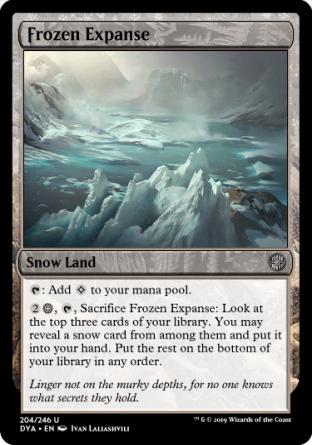 Frozen Expanse
Snow Land
: Add to your mana pool.
2, , Sacrifice Frozen Expanse: Look at
the top three cards of your library. You may
reveal a snow card from among them and put it
into your hand. Put the rest on the bottom of
your library in any order.
Linger not on the murky depths, for no one knows
what secrets they hold.
204/246 U
DYA • EN Ivan Laliashvili
™ & © 2019 Wizards of the Coast